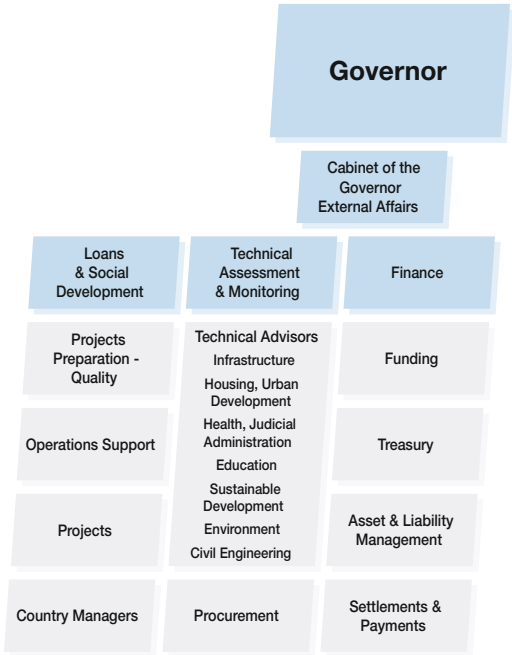 Governor
Cabinet of the
Governor
External Affairs
Loans
& Social
Development
Technical
Assessment
& Monitoring
Finance
Projects
Preparation -
Quality
Operations Support
Projects
Country Managers
Technical Advisors
Infrastructure
Housing, Urban
Development
Health, Judicial
Administration
Education
Sustainable
Development
Environment
Civil Engineering
Procurement
Funding
Treasury
Asset & Liability
Management
Settlements &
Payments